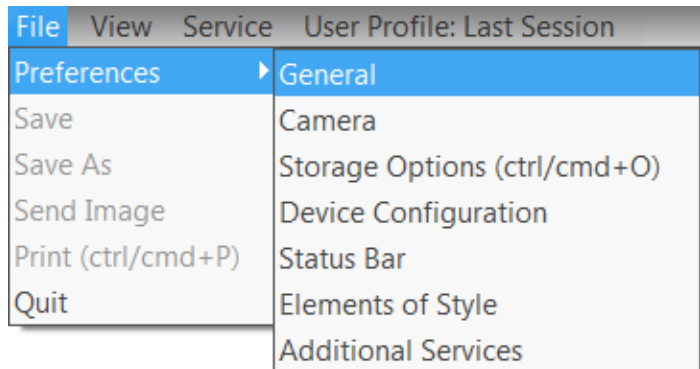 File View Service User Profile: Last Session
Preferences
Save
Save As
Send Image
Print (ctrl/cmd+P)
Quit
General
Camera
Storage Options (ctrl/cmd+O)
Device Configuration
Status Bar
Elements of Style
Additional Services